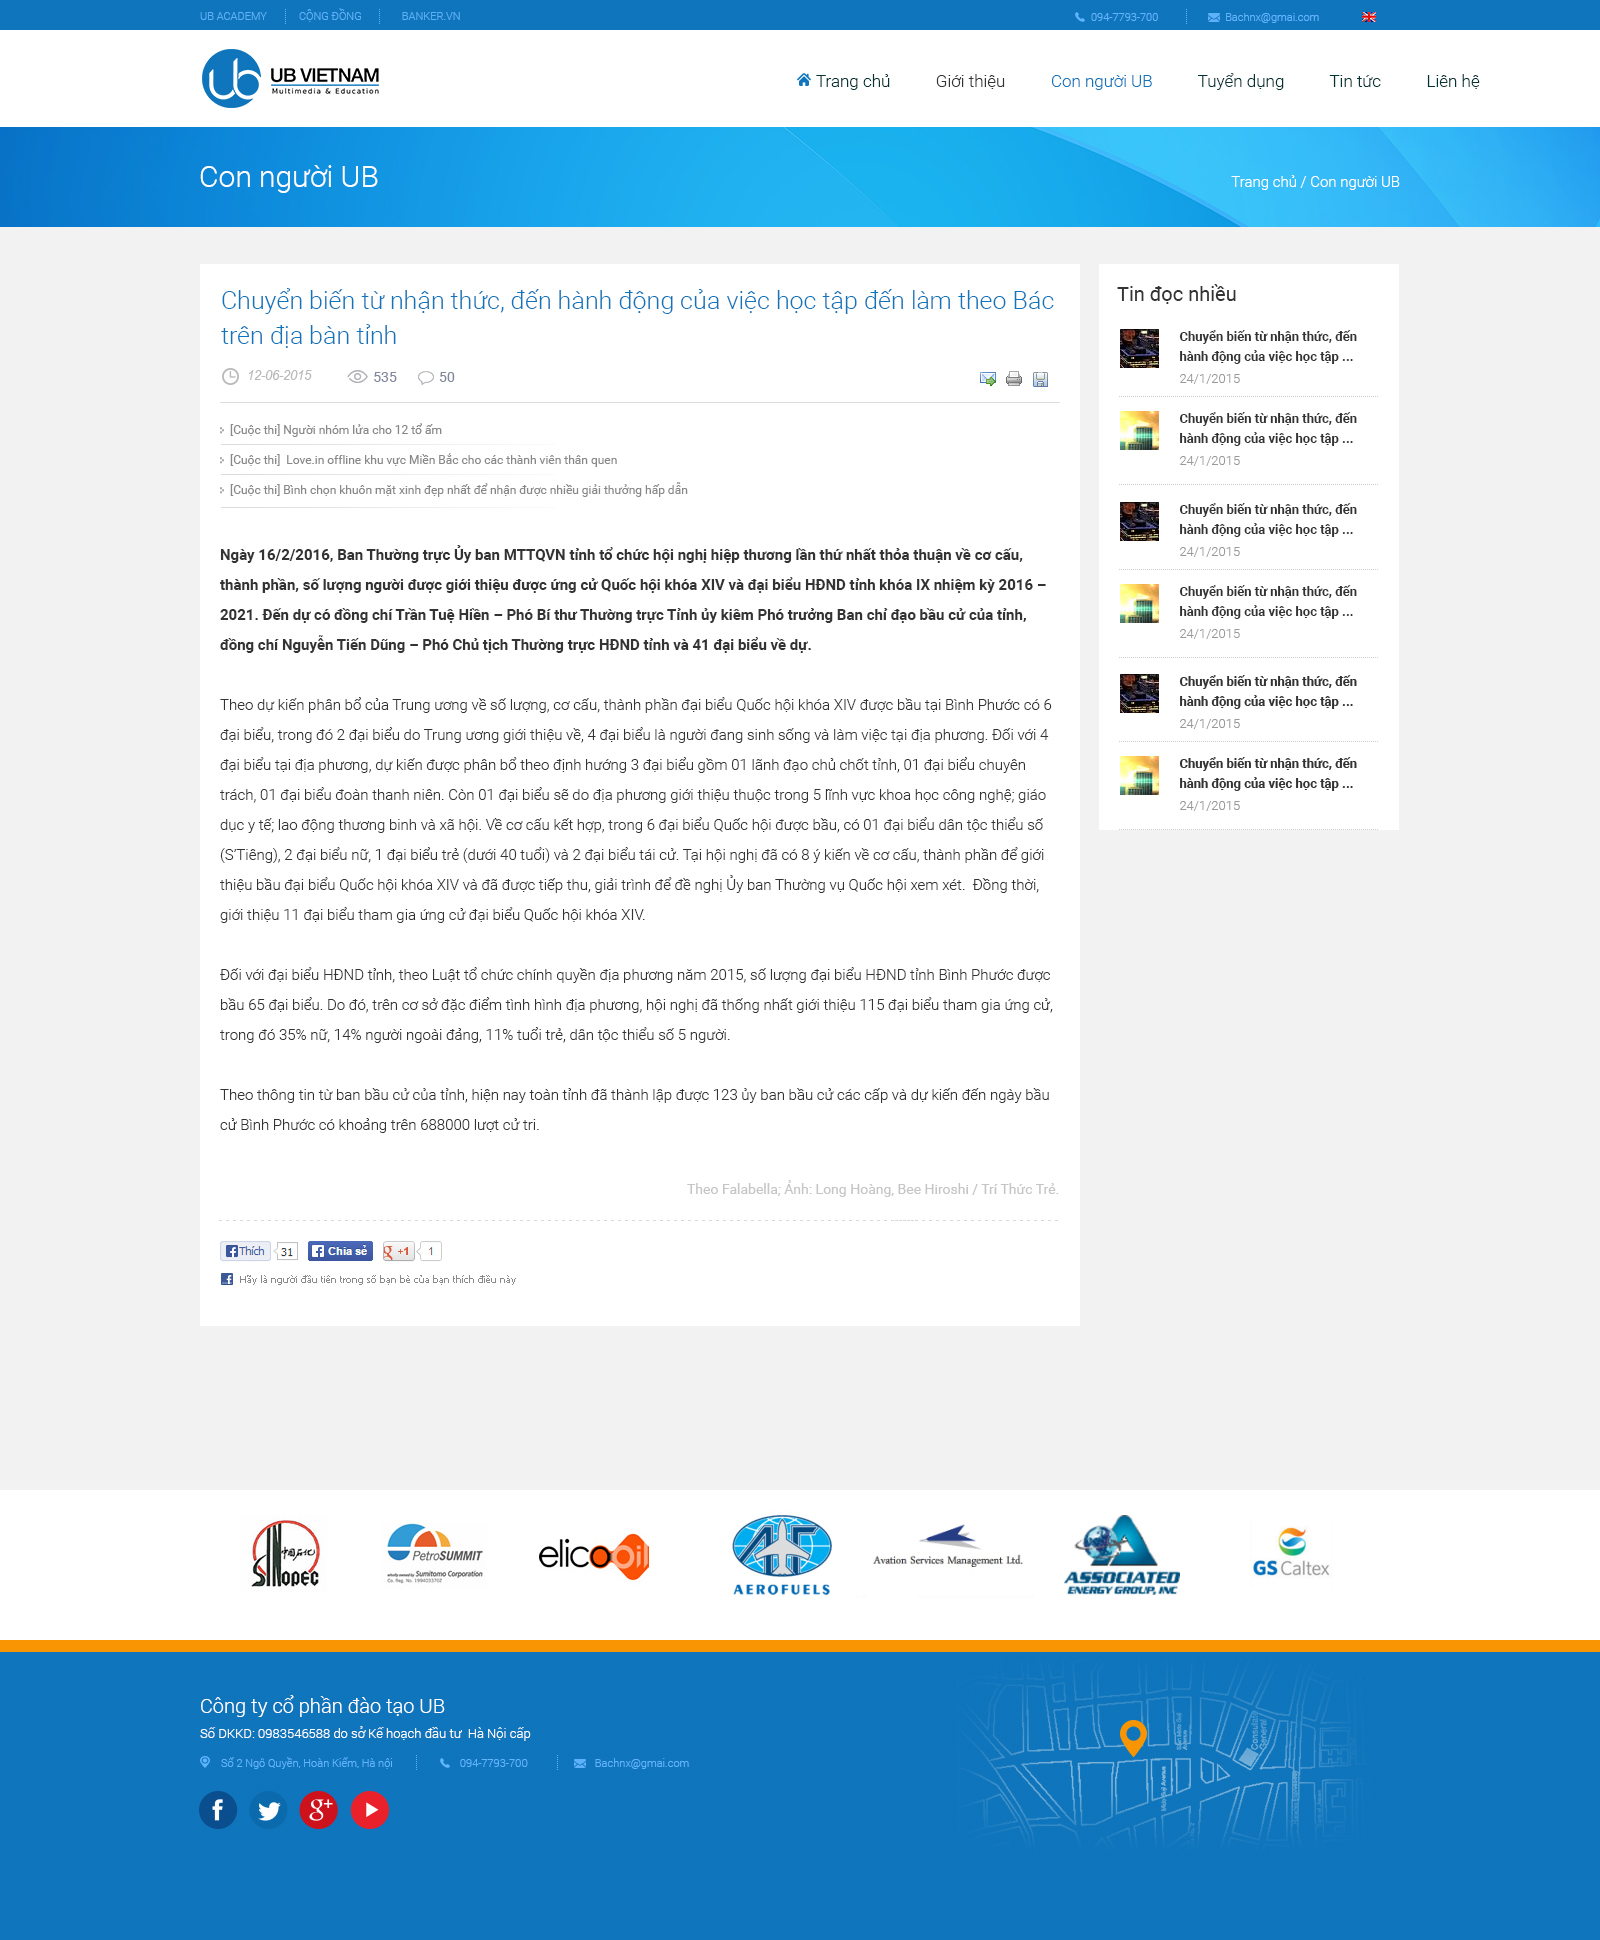 UB ACADEMY
CỘNG ĐỒNG
BANKER.VN
094-7793-700
Bachnx@gmai.com
UB VIETNAM
Multimedia & Education
Trang chủ
Giới thiệu
Con người UB
Tuyển dụng
Tin tức
Liên hệ
Con người UB
Trang chủ / Con người UB
Chuyển biến từ nhận thức, đến hành động của việc học tập đến làm theo Bác
trên địa bàn tỉnh
12-06-2015
535
50
[Cuộc thi] Người nhóm lửa cho 12 tổ ấm
[Cuộc thi]  Love.in offline khu vực Miền Bắc cho các thành viên thân quen
[Cuộc thi] Bình chọn khuôn mặt xinh đẹp nhất để nhận được nhiều giải thưởng hấp dẫn
Ngày 16/2/2016, Ban Thường trực Ủy ban MTTQVN tỉnh tổ chức hội nghị hiệp thương lần thứ nhất thỏa thuận về cơ cấu,
thành phần, số lượng người được giới thiệu được ứng cử Quốc hội khóa XIV và đại biểu HĐND tỉnh khóa IX nhiệm kỳ 2016 –
2021. Đến dự có đồng chí Trần Tuệ Hiền – Phó Bí thư Thường trực Tỉnh ủy kiêm Phó trưởng Ban chỉ đạo bầu cử của tỉnh,
đồng chí Nguyễn Tiến Dũng – Phó Chủ tịch Thường trực HĐND tỉnh và 41 đại biểu về dự.
Theo dự kiến phân bổ của Trung ương về số lượng, cơ cấu, thành phần đại biểu Quốc hội khóa XIV được bầu tại Bình Phước có 6
đại biểu, trong đó 2 đại biểu do Trung ương giới thiệu về, 4 đại biểu là người đang sinh sống và làm việc tại địa phương. Đối với 4
đại biểu tại địa phương, dự kiến được phân bổ theo định hướng 3 đại biểu gồm 01 lãnh đạo chủ chốt tỉnh, 01 đại biểu chuyên
trách, 01 đại biểu đoàn thanh niên. Còn 01 đại biểu sẽ do địa phương giới thiệu thuộc trong 5 lĩnh vực khoa học công nghệ; giáo
dục y tế; lao động thương binh và xã hội. Về cơ cấu kết hợp, trong 6 đại biểu Quốc hội được bầu, có 01 đại biểu dân tộc thiểu số
(S'Tiêng), 2 đại biểu nữ, 1 đại biểu trẻ (dưới 40 tuổi) và 2 đại biểu tái cử. Tại hội nghị đã có 8 ý kiến về cơ cấu, thành phần để giới
thiệu bầu đại biểu Quốc hội khóa XIV và đã được tiếp thu, giải trình để đề nghị Ủy ban Thường vụ Quốc hội xem xét.  Đồng thời,
giới thiệu 11 đại biểu tham gia ứng cử đại biểu Quốc hội khóa XIV.
Đối với đại biểu HĐND tỉnh, theo Luật tổ chức chính quyền địa phương năm 2015, số lượng đại biểu HĐND tỉnh Bình Phước được
bầu 65 đại biểu. Do đó, trên cơ sở đặc điểm tình hình địa phương, hội nghị đã thống nhất giới thiệu 115 đại biểu tham gia ứng cử,
trong đó 35% nữ, 14% người ngoài đảng, 11% tuổi trẻ, dân tộc thiểu số 5 người.
Theo thông tin từ ban bầu cử của tỉnh, hiện nay toàn tỉnh đã thành lập được 123 ủy ban bầu cử các cấp và dự kiến đến ngày bầu
cử Bình Phước có khoảng trên 688000 lượt cử tri.
Theo Falabella; Ảnh: Long Hoàng, Bee Hiroshi / Trí Thức Trẻ.
Thích
31
Chia sẻ
+1
1
Hãy là người đầu tiên trong số bạn bè của bạn thích điều này
Tin đọc nhiều
Chuyển biến từ nhận thức, đến
hành động của việc học tập ...
24/1/2015
Chuyển biến từ nhận thức, đến
hành động của việc học tập ...
24/1/2015
Chuyển biến từ nhận thức, đến
hành động của việc học tập ...
24/1/2015
Chuyển biến từ nhận thức, đến
hành động của việc học tập ...
24/1/2015
Chuyển biến từ nhận thức, đến
hành động của việc học tập ...
24/1/2015
Chuyển biến từ nhận thức, đến
hành động của việc học tập ...
24/1/2015
SINOPEC
PetroSUMMIT
wholly owned by Sumitomo Corporation
elicooil
AEROFUELS
Avation Services Management Ltd.
ASSOCIATED
ENERGY GROUP, INC
GS Caltex
Công ty cổ phần đào tạo UB
Số DKKD: 0983546588 do sở Kế hoạch đầu tư  Hà Nội cấp
Số 2 Ngô Quyền, Hoàn Kiếm, Hà nội
094-7793-700
Bachnx@gmai.com
Consulate
General